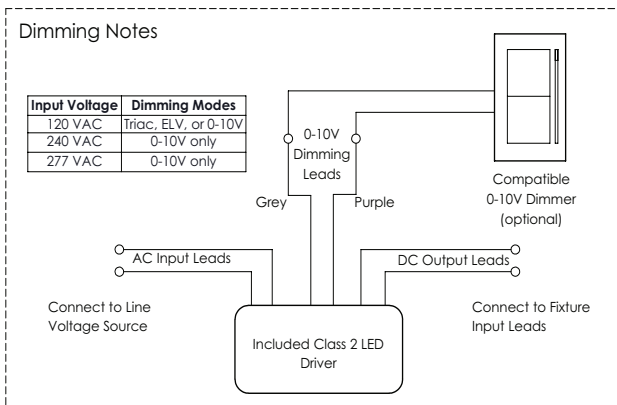 Dimming Notes
Input Voltage Dimming Modes
120 VAC Triac, ELV, or 0-10V
240 VAC 0-10V only
277 VAC 0-10V only
0-10V
Dimming
Leads
Grey
Purple
Compatible
0-10V Dimmer
(optional)
AC Input Leads
DC Output Leads
Connect to Line
Voltage Source
Connect to Fixture
Input Leads
Included Class 2 LED
Driver